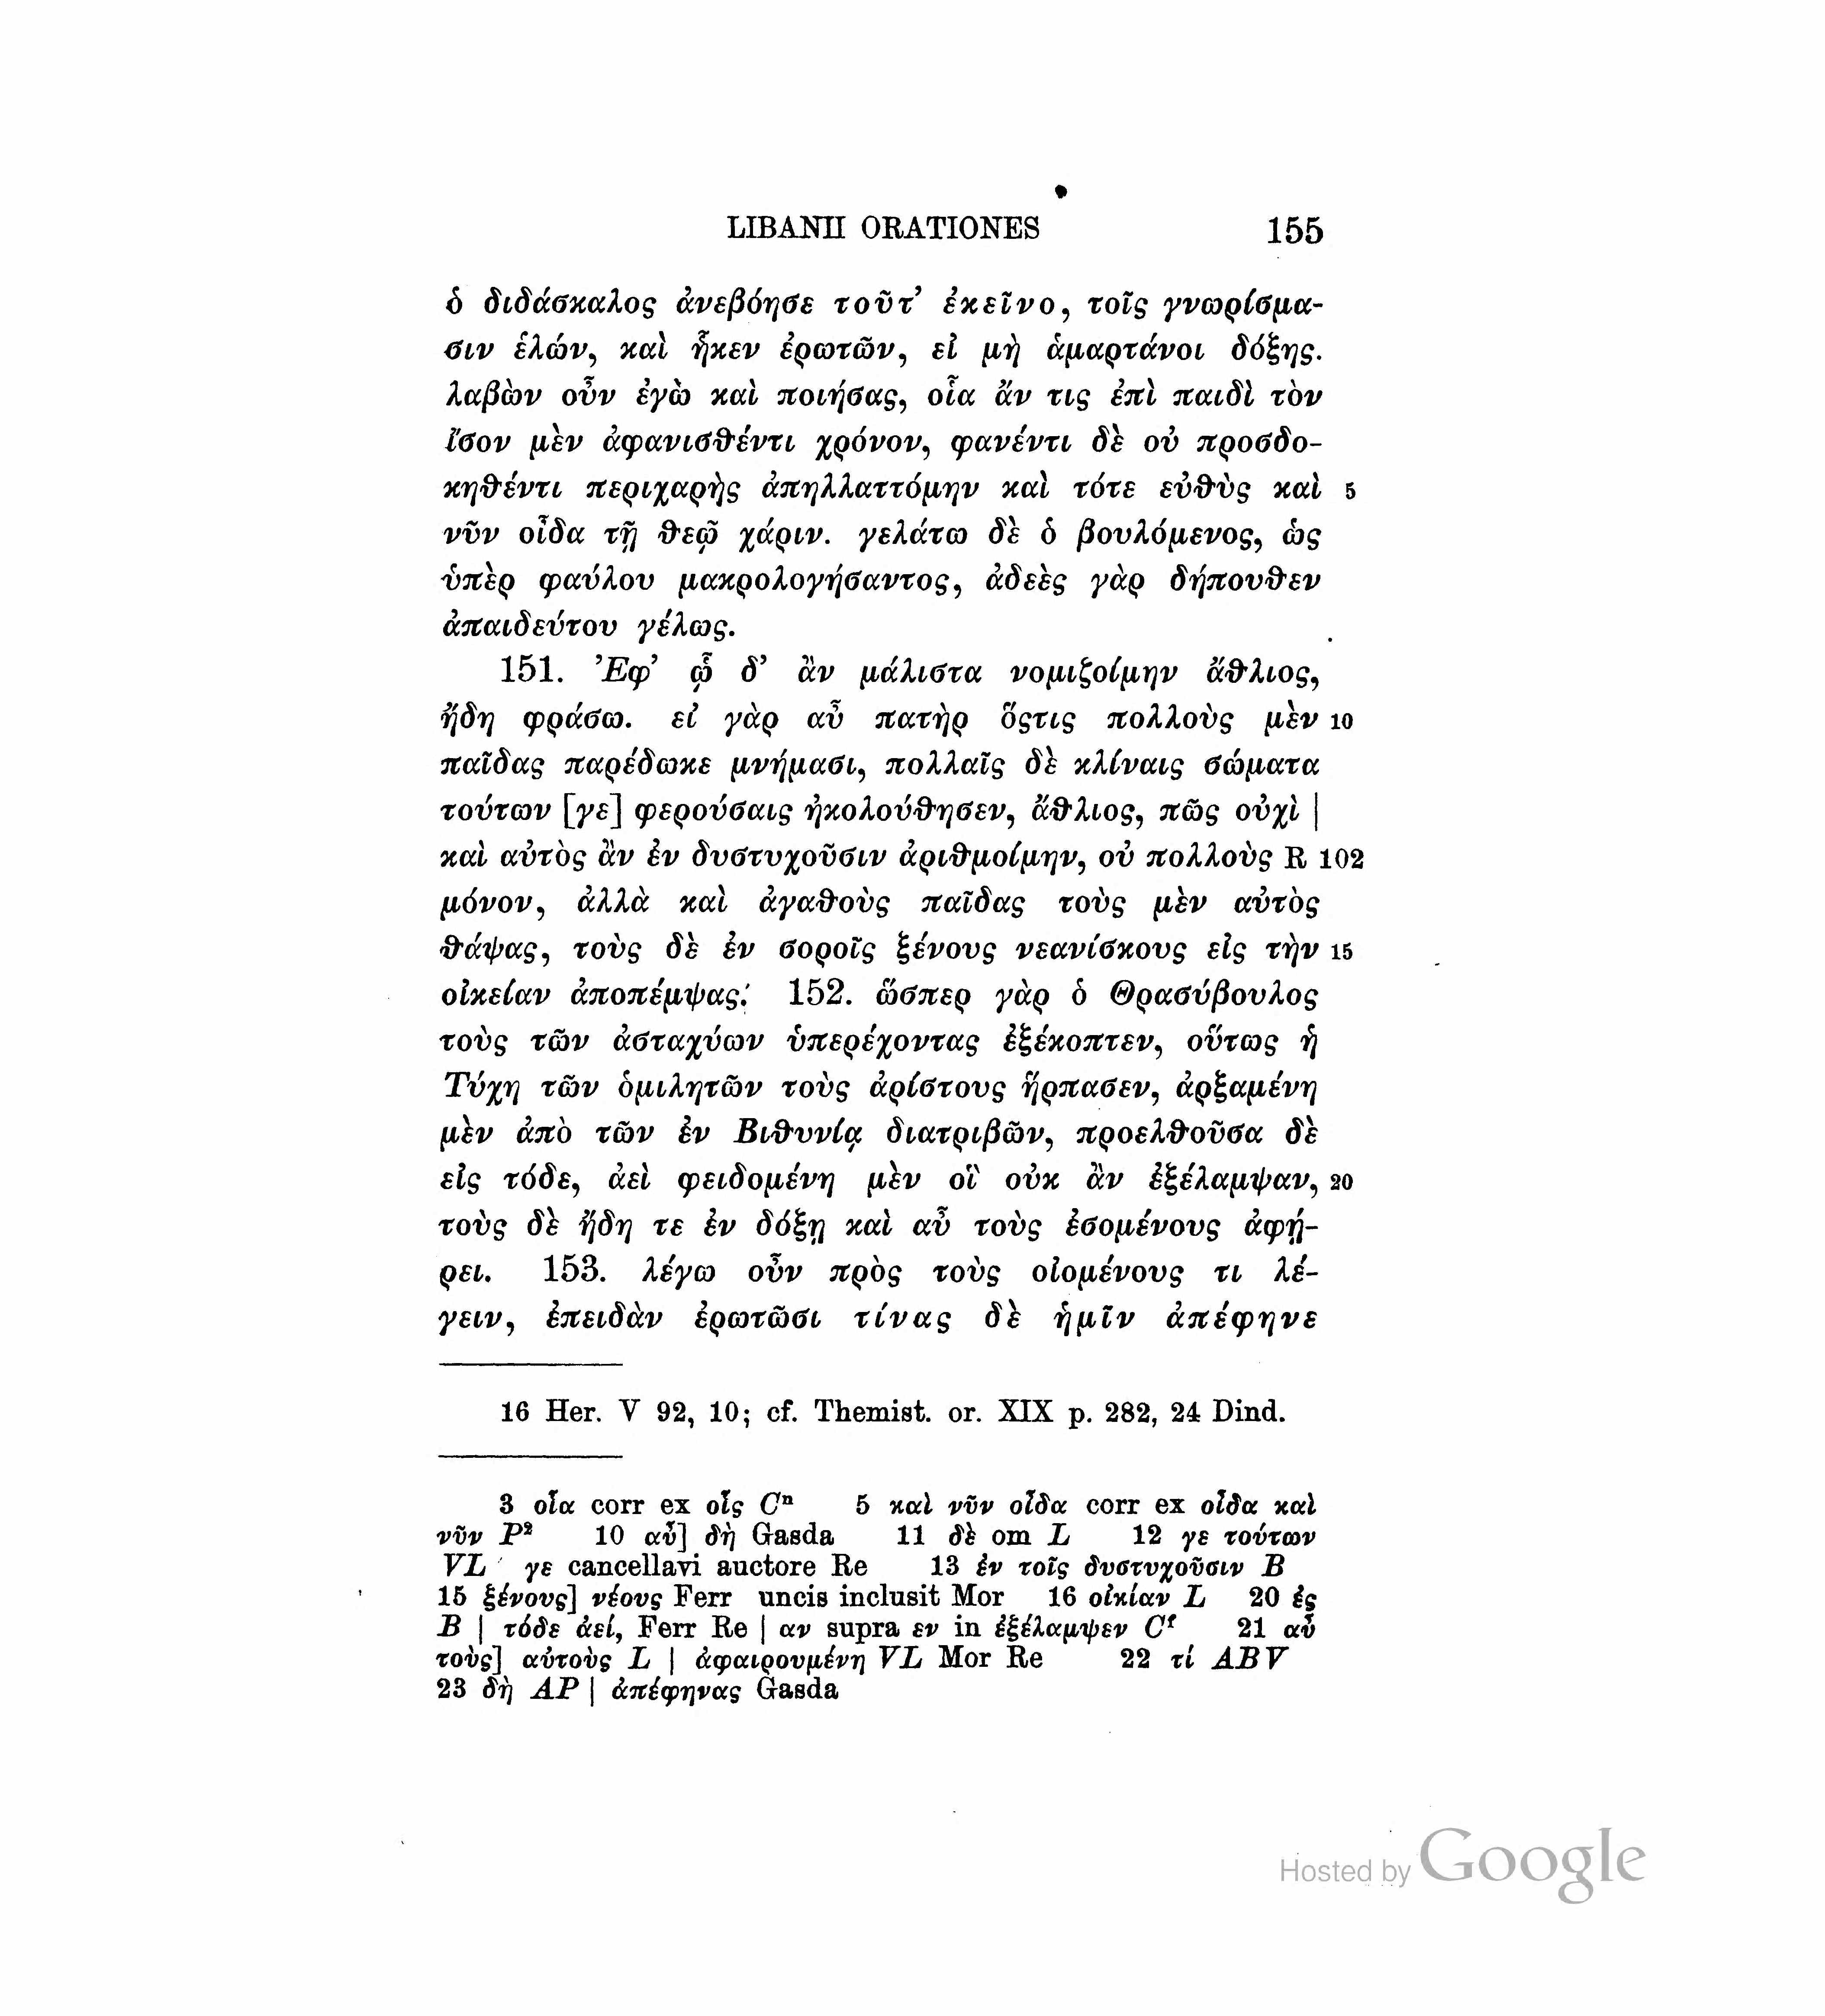 LIBANII ORATIONES 155
ὁ διδάσκαλος ἀνεβόησε τοῦτ’ ἐκεῖνο, τοῖς γνωρίσμα-
σιν ἑλών, καὶ ἧκεν ἐρωτῶν, εἰ μὴ ἁμαρτάνοι δόξης.
λαβὼν οὖν ἐγὼ καὶ ποιήσας, οἷα ἄν τις ἐπὶ παιδὶ τὸν
ἴσον μὲν ἀφανισθέντι χρόνον, φανέντι δὲ οὐ προσδο-
κηθέντι περιχαρὴς ἀπηλλαττόμην καὶ τότε εὐθὺς καὶ 5
νῦν οἶδα τῇ θεῷ χάριν. γελάτω δὲ ὁ βουλόμενος, ὡς
ὑπὲρ φαύλου μακρολογήσαντος, ἀδεὲς γὰρ δήπουθεν
ἀπαιδεύτου γέλως.
151. Ἐφ’ ᾧ δ’ ἂν μάλιστα νομιζοίμην ἄθλιος,
ἤδη φράσω. εἰ γὰρ αὖ πατὴρ ὅςτις πολλοὺς μὲν 10
παῖδας παρέδωκε μνήμασι, πολλαῖς δὲ κλίναις σώματα
τούτων [γε] φερούσαις ἠκολούθησεν, ἄθλιος, πῶς οὐχὶ |
καὶ αὐτὸς ἂν ἐν δυστυχοῦσιν ἀριθμοίμην, οὐ πολλοὺς R 102
μόνον, ἀλλὰ καὶ ἀγαθοὺς παῖδας τοὺς μὲν αὐτὸς
θάψας, τοὺς δὲ ἐν σοροῖς ξένους νεανίσκους εἰς τὴν 15
οἰκείαν ἀποπέμψας; 152. ὥσπερ γὰρ ὁ Θρασύβουλος
τοὺς τῶν ἀσταχύων ὑπερέχοντας ἐξέκοπτεν, οὕτως ἡ
Τύχη τῶν ὁμιλητῶν τοὺς ἀρίστους ἥρπασεν, ἀρξαμένη
μὲν ἀπὸ τῶν ἐν Βιθυνίᾳ διατριβῶν, προελθοῦσα δὲ
εἰς τόδε, ἀεὶ φειδομένη μὲν οἳ οὐκ ἂν ἐξέλαμψαν, 20
τοὺς δὲ ἤδη τε ἐν δόξῃ καὶ αὖ τοὺς ἐσομένους ἀφῄ-
ρει. 153. λέγω οὖν πρὸς τοὺς οἰομένους τι λέ-
γειν, ἐπειδὰν ἐρωτῶσι τίνας δὲ ἡμῖν ἀπέφηνε
16 Her. V 92, 10; cf. Themist. or. XIX p. 282, 24 Dind.
3 οἷα corr ex οἷς Cⁿ 5 καὶ νῦν οἶδα corr ex οἶδα καὶ
νῦν P² 10 αὖ] δὴ Gasda 11 δὲ om L 12 γε τούτων
VL γε cancellavi auctore Re 13 ἐν τοῖς δυστυχοῦσιν B
15 ξένους] νέους Ferr uncis inclusit Mor 16 οἰκίαν L 20 ἐς
B | τόδε ἀεί, Ferr Re | αν supra εν in ἐξέλαμψεν Cᶠ 21 αὖ
τοὺς] αὐτοὺς L | ἀφαιρουμένη VL Mor Re 22 τί ABV
23 δὴ AP | ἀπέφηνας Gasda
Hosted by Google